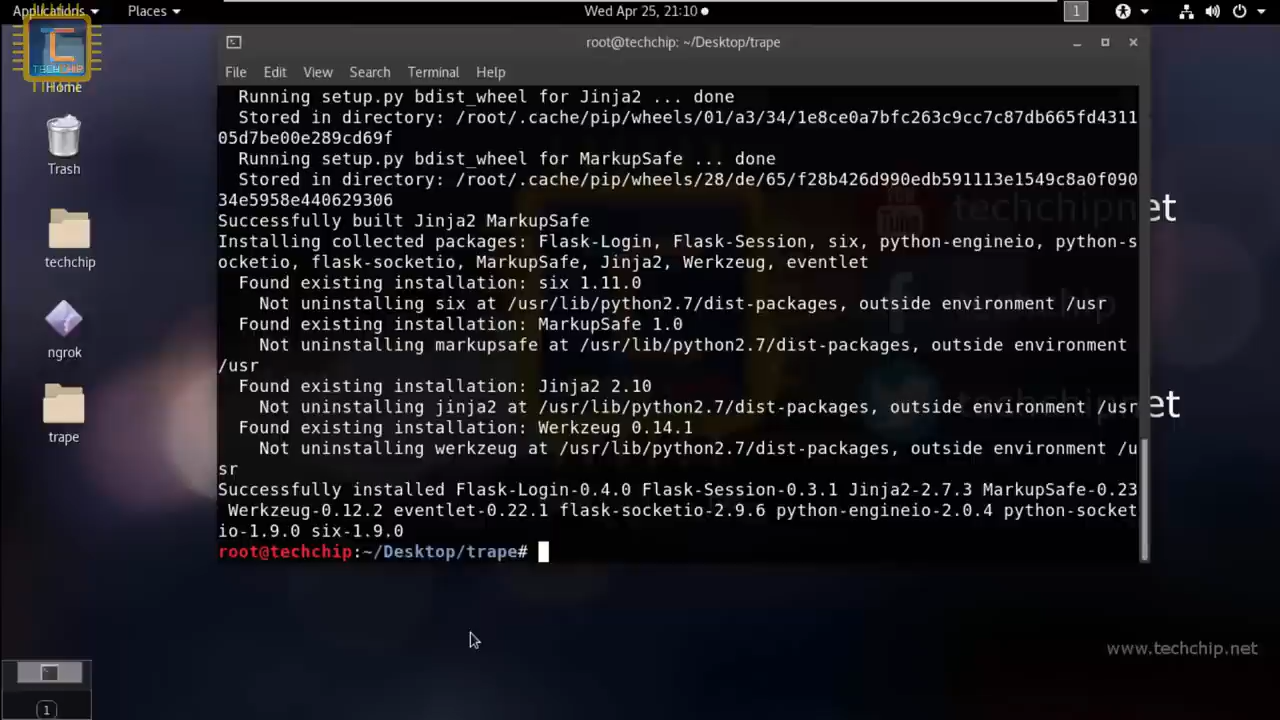 Applications Places Wed Apr 25, 21:10 1
TECHCHIP
Home
Trash
techchip
ngrok
trape
root@techchip: ~/Desktop/trape
File Edit View Search Terminal Help
Running setup.py bdist_wheel for Jinja2 ... done
Stored in directory: /root/.cache/pip/wheels/01/a3/34/1e8ce0a7bfc263c9cc7c87db665fd4311
05d7be00e289cd69f
Running setup.py bdist_wheel for MarkupSafe ... done
Stored in directory: /root/.cache/pip/wheels/28/de/65/f28b426d990edb591113e1549c8a0f090
34e5958e440629306
Successfully built Jinja2 MarkupSafe
Installing collected packages: Flask-Login, Flask-Session, six, python-engineio, python-s
ocketio, flask-socketio, MarkupSafe, Jinja2, Werkzeug, eventlet
Found existing installation: six 1.11.0
Not uninstalling six at /usr/lib/python2.7/dist-packages, outside environment /usr
Found existing installation: MarkupSafe 1.0
Not uninstalling markupsafe at /usr/lib/python2.7/dist-packages, outside environment
/usr
Found existing installation: Jinja2 2.10
Not uninstalling jinja2 at /usr/lib/python2.7/dist-packages, outside environment /usr
Found existing installation: Werkzeug 0.14.1
Not uninstalling werkzeug at /usr/lib/python2.7/dist-packages, outside environment /u
sr
Successfully installed Flask-Login-0.4.0 Flask-Session-0.3.1 Jinja2-2.7.3 MarkupSafe-0.23
Werkzeug-0.12.2 eventlet-0.22.1 flask-socketio-2.9.6 python-engineio-2.0.4 python-socket
io-1.9.0 six-1.9.0
root@techchip:~/Desktop/trape#
techchipnet
techchip
net
www.techchip.net
1